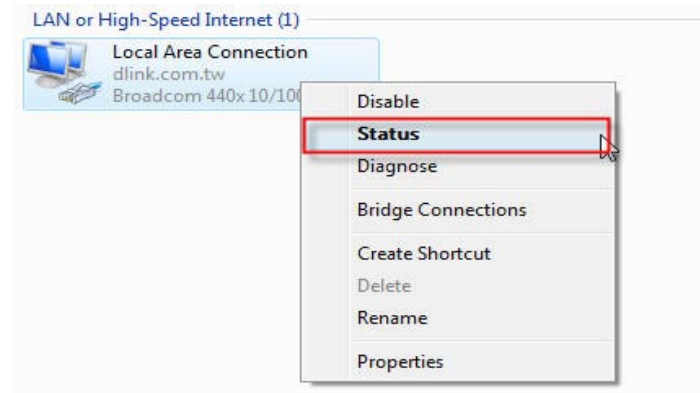 LAN or High-Speed Internet (1)
Local Area Connection
dlink.com.tw
Broadcom 440x 10/100
Disable
Status
Diagnose
Bridge Connections
Create Shortcut
Delete
Rename
Properties